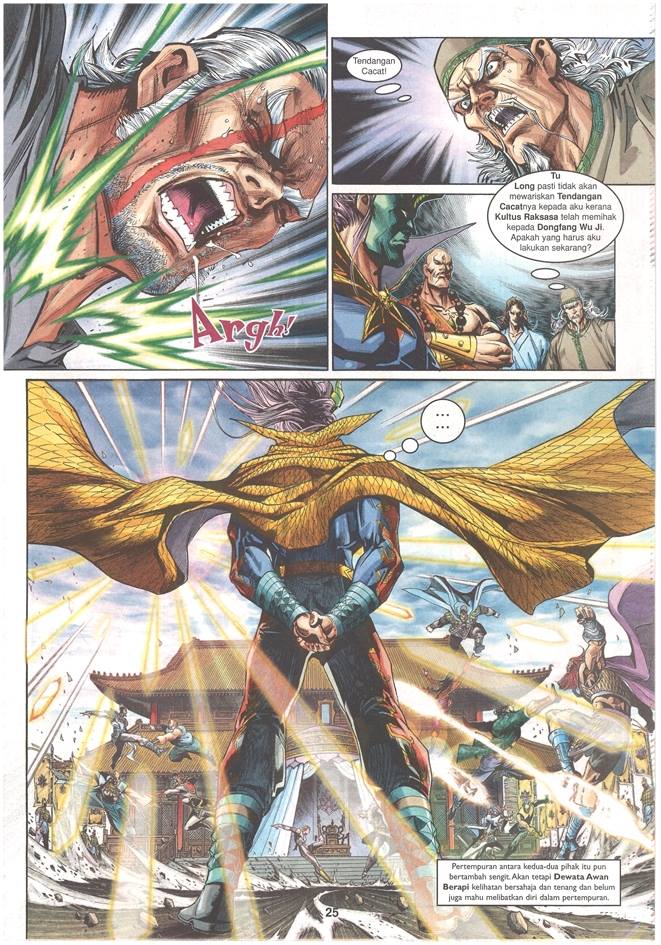 Tendangan
Cacat!
Tu
Long pasti tidak akan
mewariskan Tendangan
Cacatnya kepada aku kerana
Kultus Raksasa telah memihak
kepada Dongfang Wu Ji.
Apakah yang harus aku
lakukan sekarang?
Argh!
...
...
Pertempuran antara kedua-dua pihak itu pun
bertambah sengit. Akan tetapi Dewata Awan
Berapi kelihatan bersahaja dan tenang dan belum
juga mahu melibatkan diri dalam pertempuran.
25